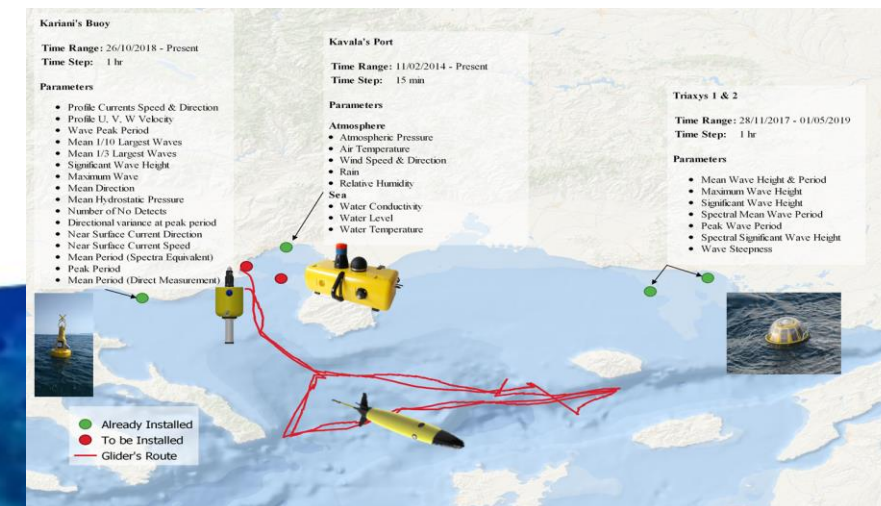 Kariani's Buoy
Time Range: 26/10/2018 - Present
Time Step: 1 hr
Parameters
• Profile Currents Speed & Direction
• Profile U, V, W Velocity
• Wave Peak Period
• Mean 1/10 Largest Waves
• Mean 1/3 Largest Waves
• Significant Wave Height
• Maximum Wave
• Mean Direction
• Mean Hydrostatic Pressure
• Number of No Detects
• Directional variance at peak period
• Near Surface Current Direction
• Near Surface Current Speed
• Mean Period (Spectra Equivalent)
• Peak Period
• Mean Period (Direct Measurement)
Kavala's Port
Time Range: 11/02/2014 - Present
Time Step: 15 min
Parameters
Atmosphere
• Atmospheric Pressure
• Air Temperature
• Wind Speed & Direction
• Rain
• Relative Humidity
Sea
• Water Conductivity
• Water Level
• Water Temperature
Triaxys 1 & 2
Time Range: 28/11/2017 - 01/05/2019
Time Step: 1 hr
Parameters
• Mean Wave Height & Period
• Maximum Wave Height
• Significant Wave Height
• Spectral Mean Wave Period
• Peak Wave Period
• Spectral Significant Wave Height
• Wave Steepness
Already Installed
To be Installed
Glider's Route